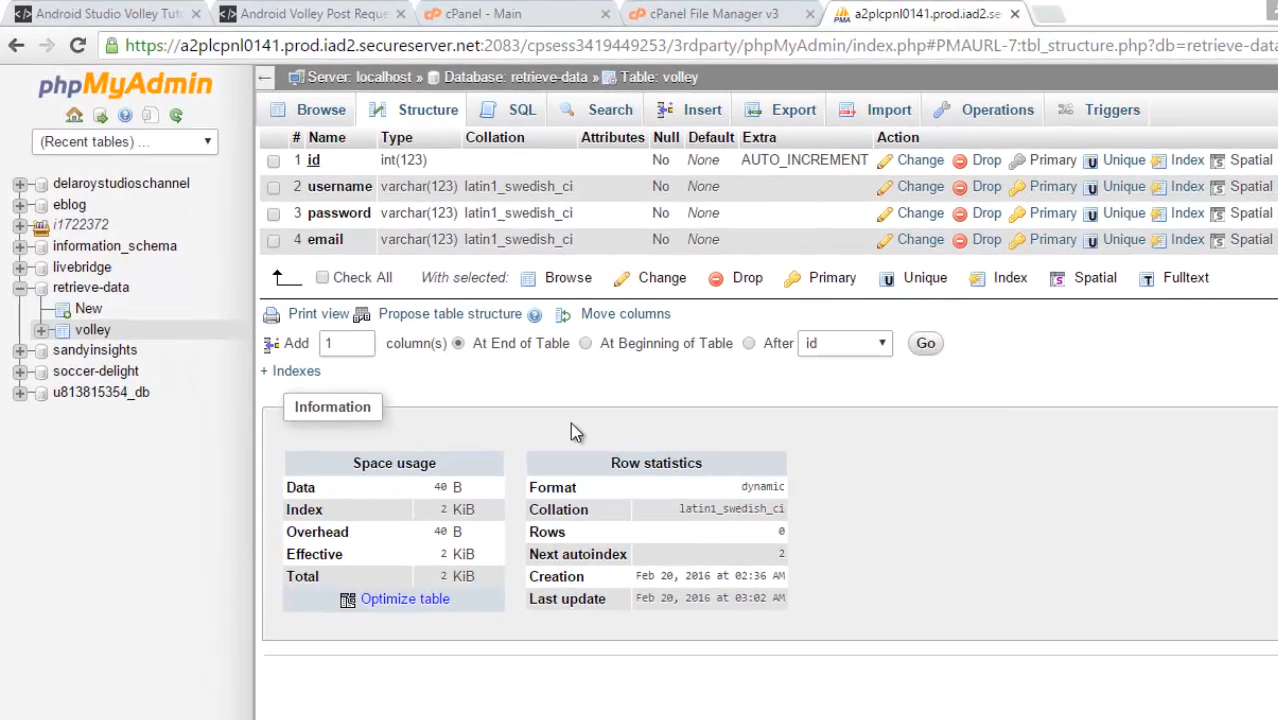 Android Studio Volley Tuto
Android Volley Post Reque
cPanel - Main
cPanel File Manager v3
PMA
a2plcpnl0141.prod.iad2.se
https://a2plcpnl0141.prod.iad2.secureserver.net:2083/cpsess3419449253/3rdparty/phpMyAdmin/index.php#PMAURL-7:tbl_structure.php?db=retrieve-data
phpMyAdmin
(Recent tables) ...
delaroystudioschannel
eblog
i1722372
information_schema
livebridge
retrieve-data
New
volley
sandyinsights
soccer-delight
u813815354_db
Server: localhost » Database: retrieve-data » Table: volley
Browse Structure SQL Search Insert Export Import Operations Triggers
# Name Type Collation Attributes Null Default Extra Action
1 id int(123) No None AUTO_INCREMENT Change Drop Primary U Unique Index S Spatial
2 username varchar(123) latin1_swedish_ci No None Change Drop Primary U Unique Index S Spatial
3 password varchar(123) latin1_swedish_ci No None Change Drop Primary U Unique Index S Spatial
4 email varchar(123) latin1_swedish_ci No None Change Drop Primary U Unique Index S Spatial
Check All With selected: Browse Change Drop Primary U Unique Index S Spatial T Fulltext
Print view Propose table structure Move columns
Add 1 column(s) At End of Table At Beginning of Table After id Go
+ Indexes
Information
Space usage
Data 40 B
Index 2 KiB
Overhead 40 B
Effective 2 KiB
Total 2 KiB
Optimize table
Row statistics
Format dynamic
Collation latin1_swedish_ci
Rows 0
Next autoindex 2
Creation Feb 20, 2016 at 02:36 AM
Last update Feb 20, 2016 at 03:02 AM